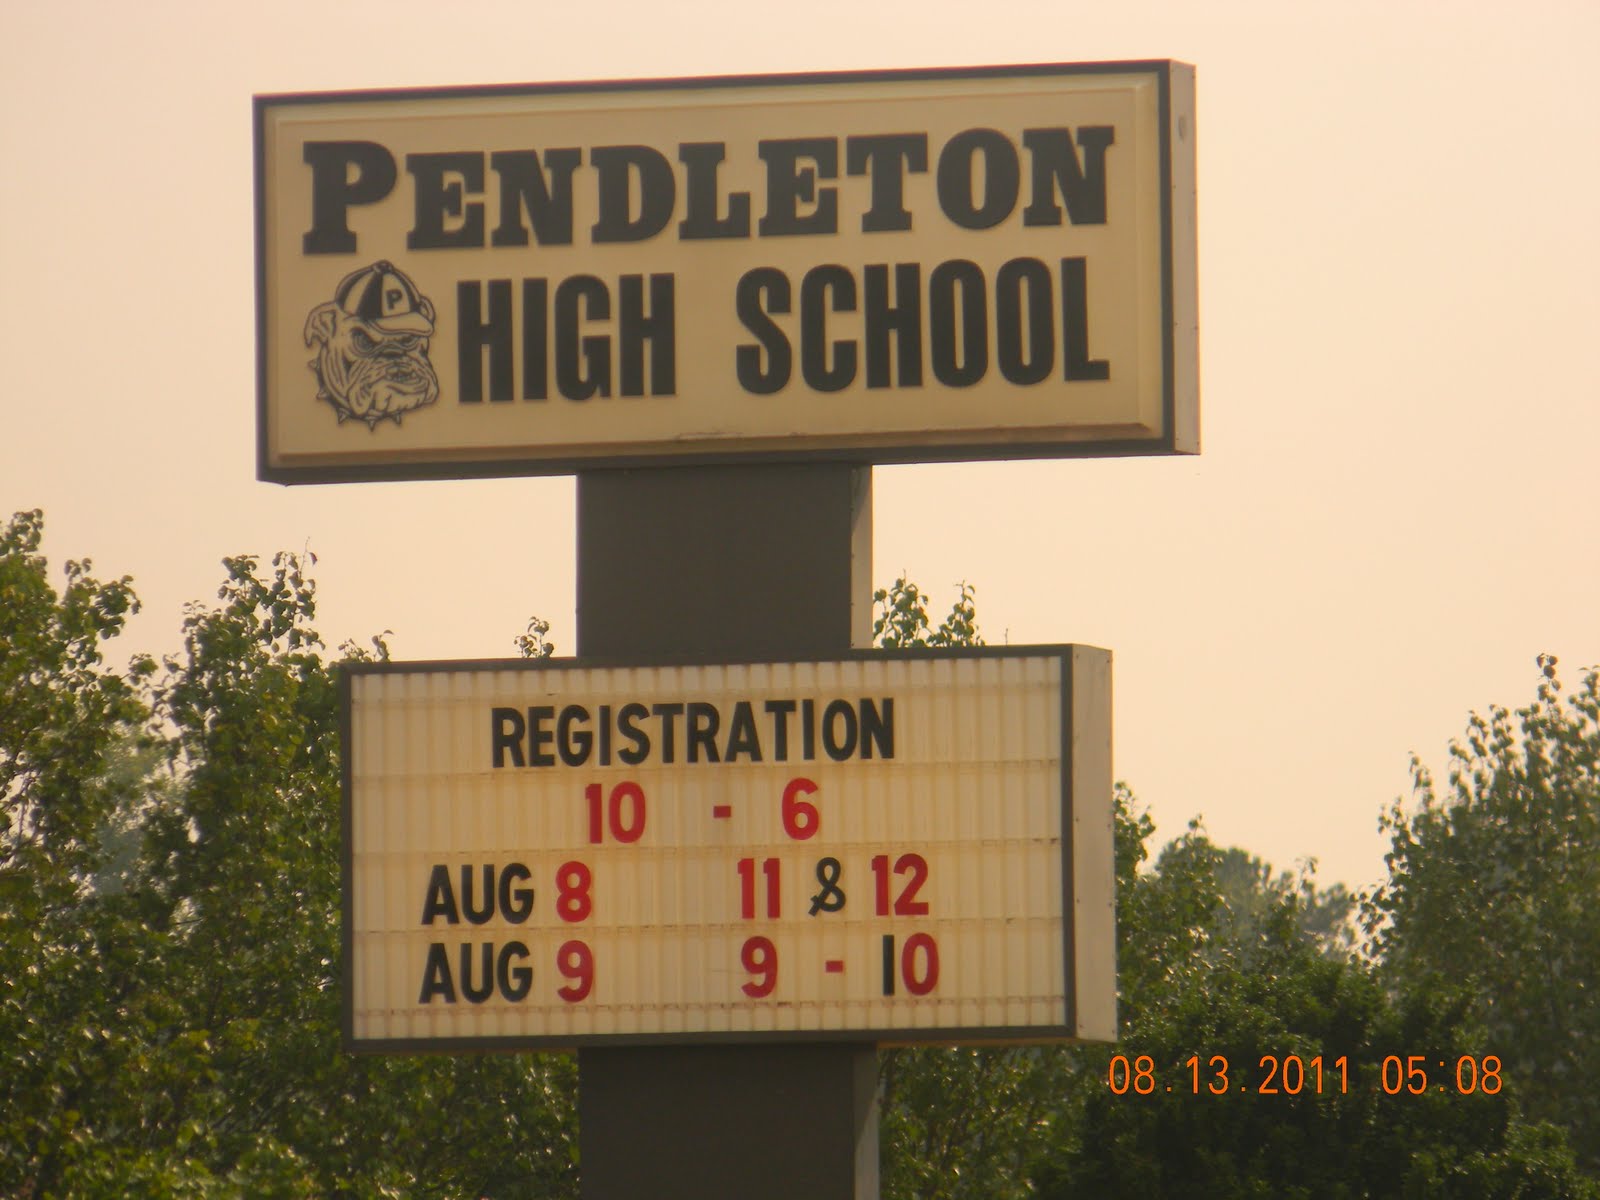 PENDLETON
P
HIGH SCHOOL
REGISTRATION
10 - 6
AUG 8 11 & 12
AUG 9 9 - 10
08.13.2011 05:08